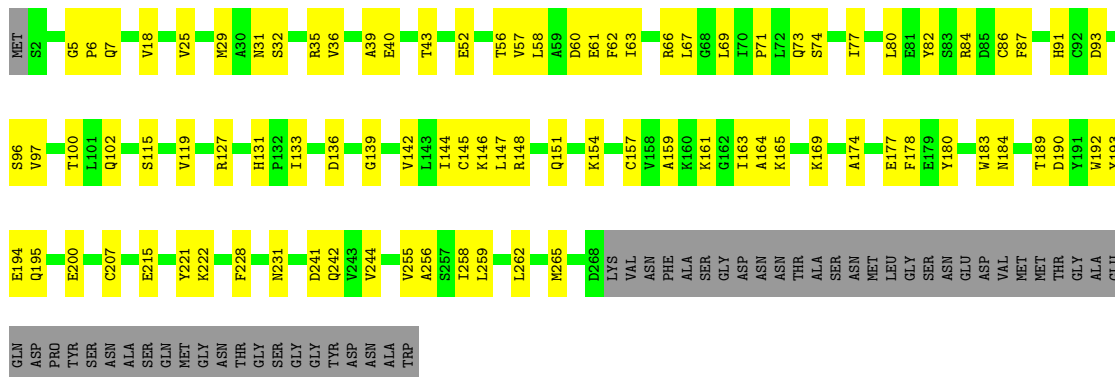 MET S2 G5 P6 Q7 V18 V25 M29 A30 N31 S32 R35 V36 A39 E40 T43 E52 T56 V57 L58 A59 D60 E61 F62 I63 R66 L67 G68 L69 I70 P71 L72 Q73 S74 I77 L80 C81 Y82 S83 R84 D85 C86 F87 H91 C92 D93
S96 V97 T100 L101 Q102 S115 V119 R127 H131 P132 I133 D136 G139 V142 L143 I144 C145 K146 L147 R148 Q151 K154 C157 V158 A159 K160 K161 G162 I163 A164 K165 K169 A174 E177 F178 E179 Y180 W183 N184 T189 D190 Y191 W192
E194 Q195 E200 C207 E215 Y221 K222 F228 N231 D241 Q242 V243 V244 V255 A256 S257 I258 L259 L262 M265 D268 LYS VAL ASN PHE ALA SER GLY ASP ASN ASN THR ALA SER ASN MET LEU GLY SER ASN GLU ASP VAL MET MET THR GLY ALA
GLN ASP PRO TYR SER ASN ALA SER GLN MET GLY ASN THR GLY SER GLY GLY TYR ASP ASN ALA TRP